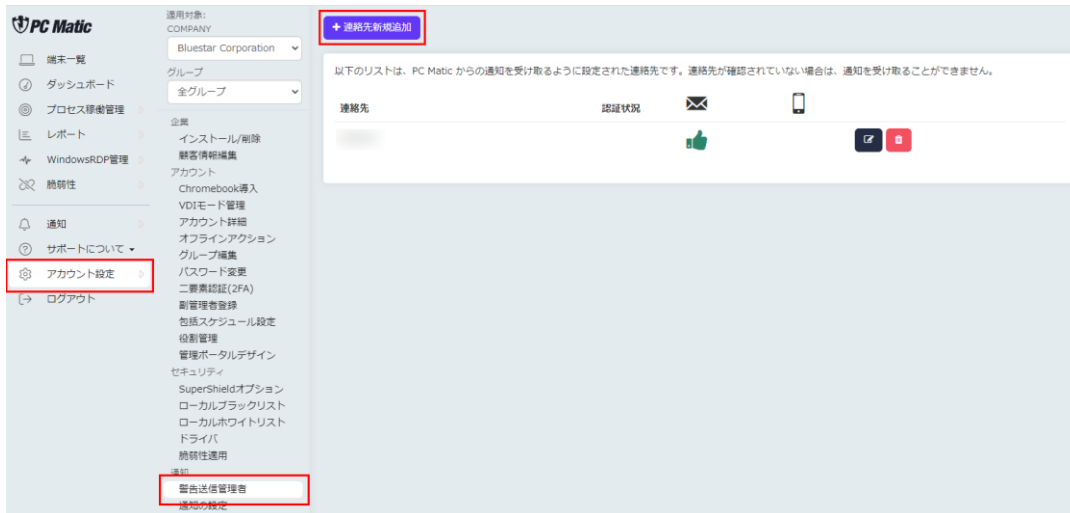 PC Matic
端末一覧
ダッシュボード
プロセス稼働管理
レポート
WindowsRDP管理
脆弱性
通知
サポートについて
アカウント設定
ログアウト
適用対象:
COMPANY
Bluestar Corporation
グループ
全グループ
企業
インストール/削除
顧客情報編集
アカウント
Chromebook導入
VDIモード管理
アカウント詳細
オフラインアクション
グループ編集
パスワード変更
二要素認証(2FA)
副管理者登録
包括スケジュール設定
役割管理
管理ポータルデザイン
セキュリティ
SuperShieldオプション
ローカルブラックリスト
ローカルホワイトリスト
ドライバ
脆弱性適用
通知
警告送信管理者
通知の設定
+ 連絡先新規追加
以下のリストは、PC Matic からの通知を受け取るように設定された連絡先です。連絡先が確認されていない場合は、通知を受け取ることができません。
連絡先 認証状況